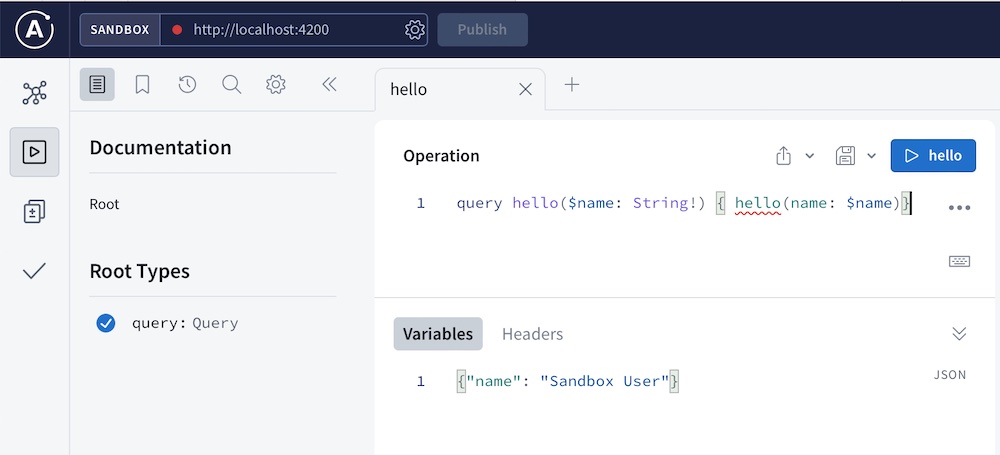 SANDBOX http://localhost:4200 Publish
hello
Documentation
Root
Root Types
query: Query
Operation
hello
1 query hello($name: String!) { hello(name: $name)}
Variables Headers
1 {"name": "Sandbox User"}
JSON